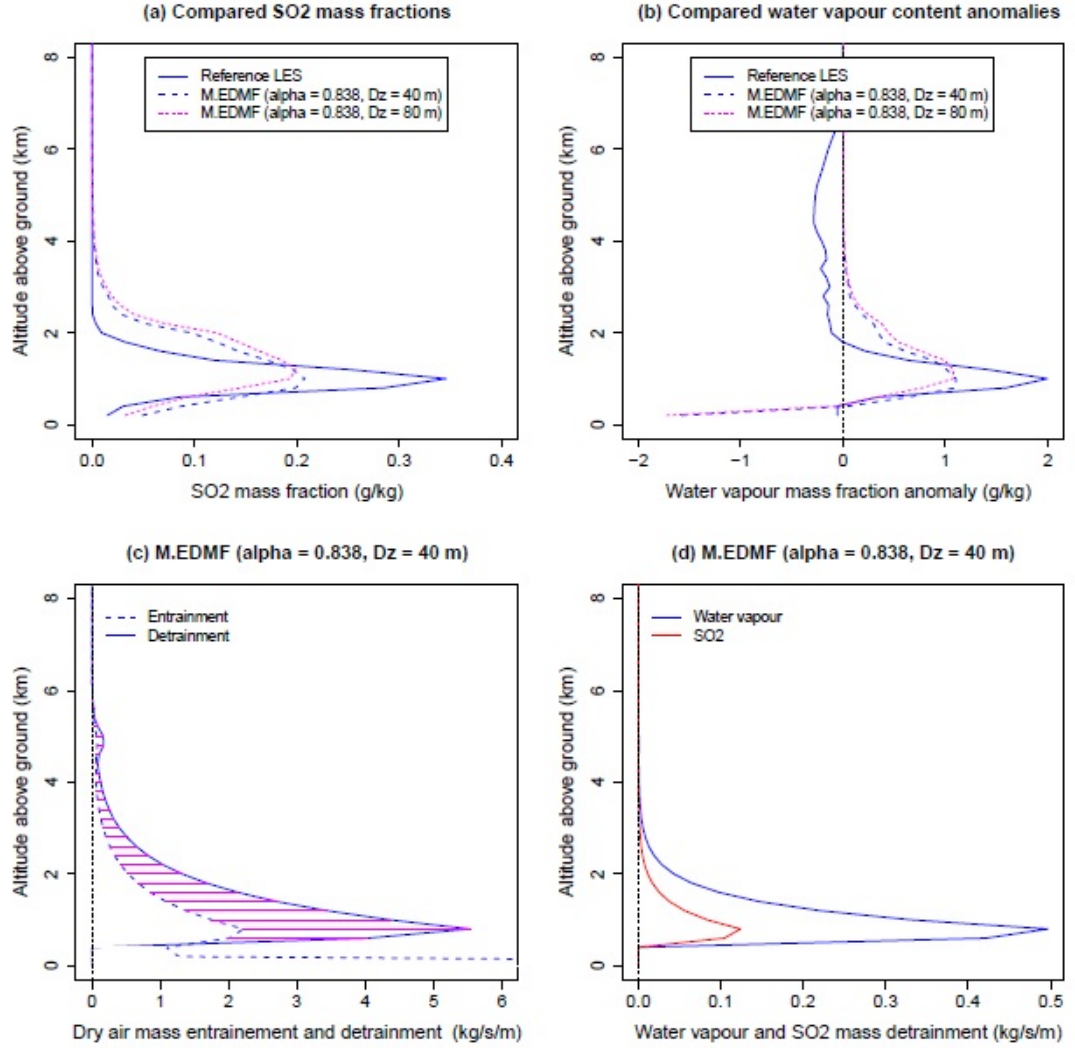 (a) Compared SO2 mass fractions
Altitude above ground (km)
8
6
4
2
0
Reference LES
M.EDMF (alpha = 0.838, Dz = 40 m)
M.EDMF (alpha = 0.838, Dz = 80 m)
0.0 0.1 0.2 0.3 0.4
SO2 mass fraction (g/kg)
(b) Compared water vapour content anomalies
Altitude above ground (km)
8
6
4
2
0
Reference LES
M.EDMF (alpha = 0.838, Dz = 40 m)
M.EDMF (alpha = 0.838, Dz = 80 m)
−2 −1 0 1 2
Water vapour mass fraction anomaly (g/kg)
(c) M.EDMF (alpha = 0.838, Dz = 40 m)
Altitude above ground (km)
8
6
4
2
0
Entrainment
Detrainment
0 1 2 3 4 5 6
Dry air mass entrainement and detrainment (kg/s/m)
(d) M.EDMF (alpha = 0.838, Dz = 40 m)
Altitude above ground (km)
8
6
4
2
0
Water vapour
SO2
0.0 0.1 0.2 0.3 0.4 0.5
Water vapour and SO2 mass detrainment (kg/s/m)